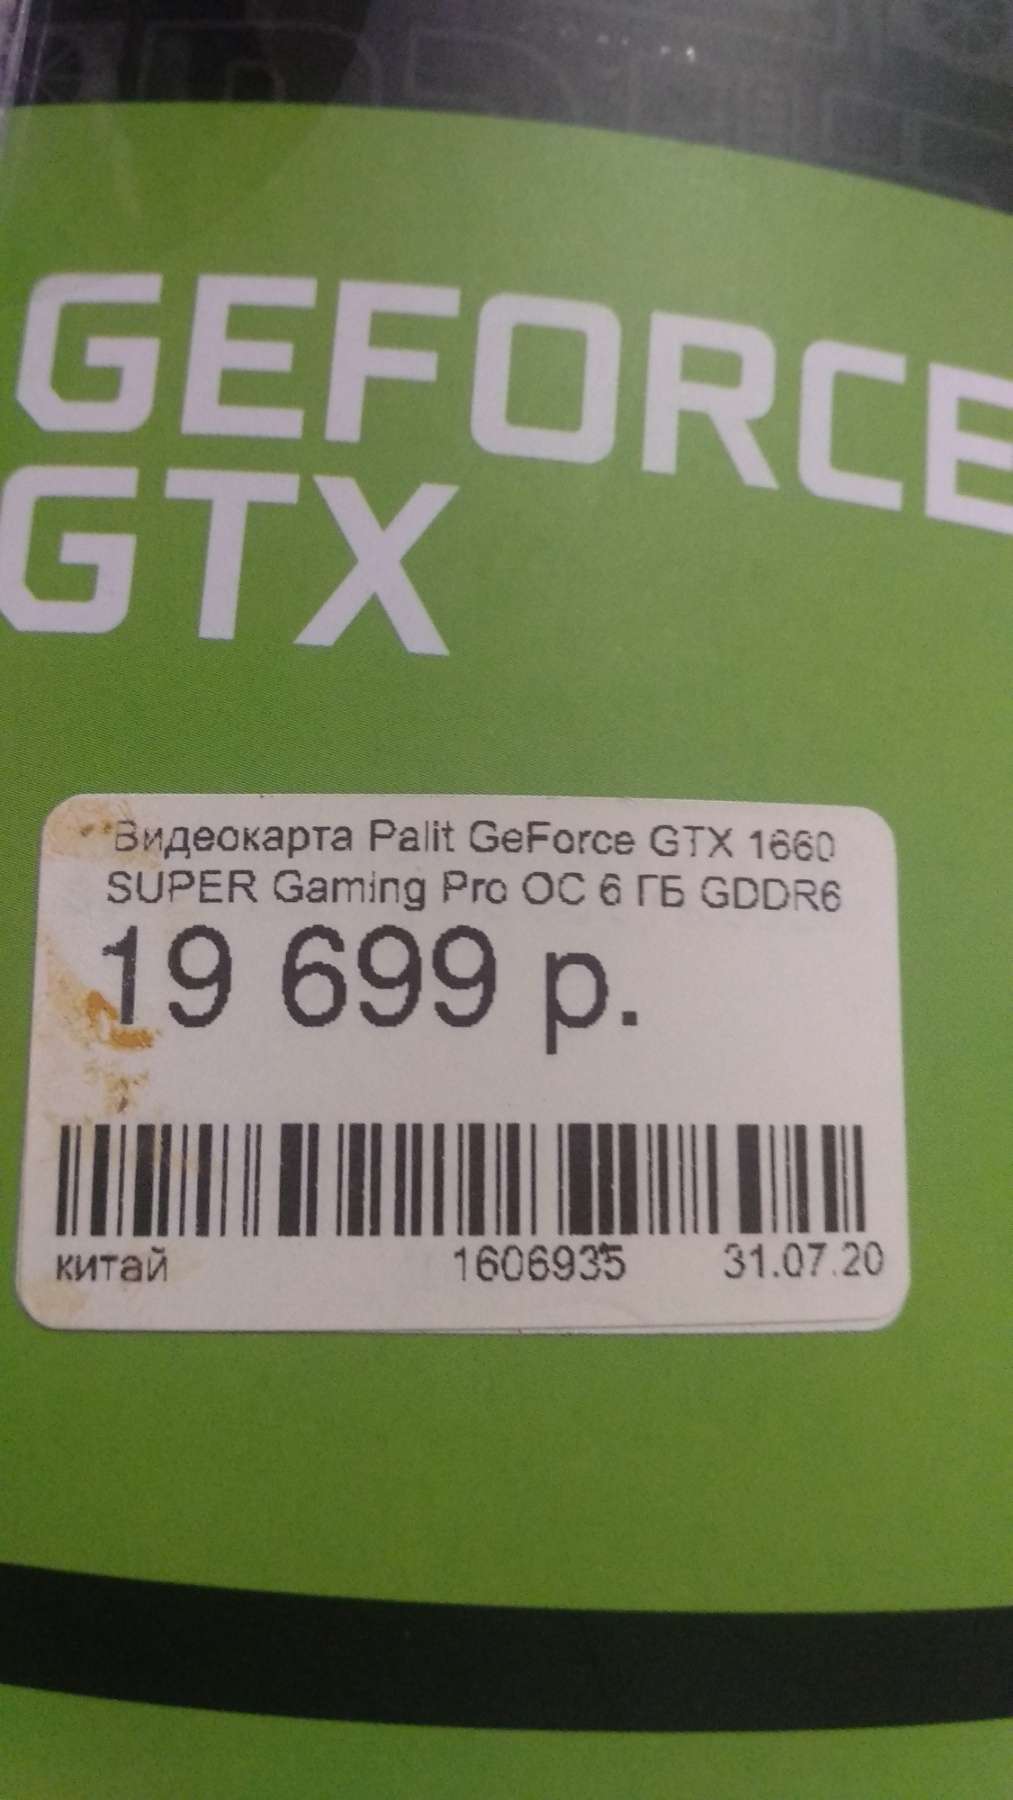 GEFORCE
GTX
Видеокарта Palit GeForce GTX 1660
SUPER Gaming Pro OC 6 ГБ GDDR6
19 699 р.
китай 1606935 31.07.20